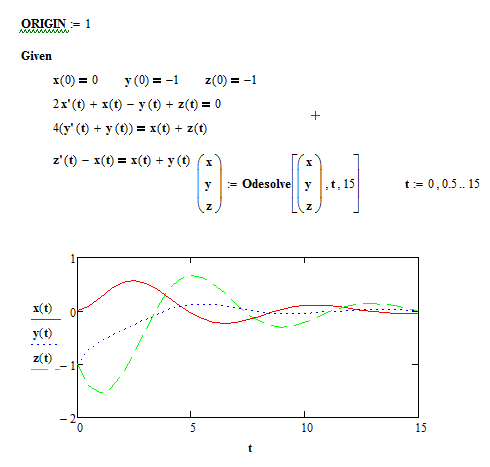 ORIGIN := 1
Given
x(0) = 0 y(0) = −1 z(0) = −1
2x'(t) + x(t) − y(t) + z(t) = 0
4(y'(t) + y(t)) = x(t) + z(t)
z'(t) − x(t) = x(t) + y(t)
(x y z) := Odesolve[(x y z), t, 15]
t := 0, 0.5 .. 15
x(t)
y(t)
z(t)
1
0
−1
−2
0 5 10 15
t